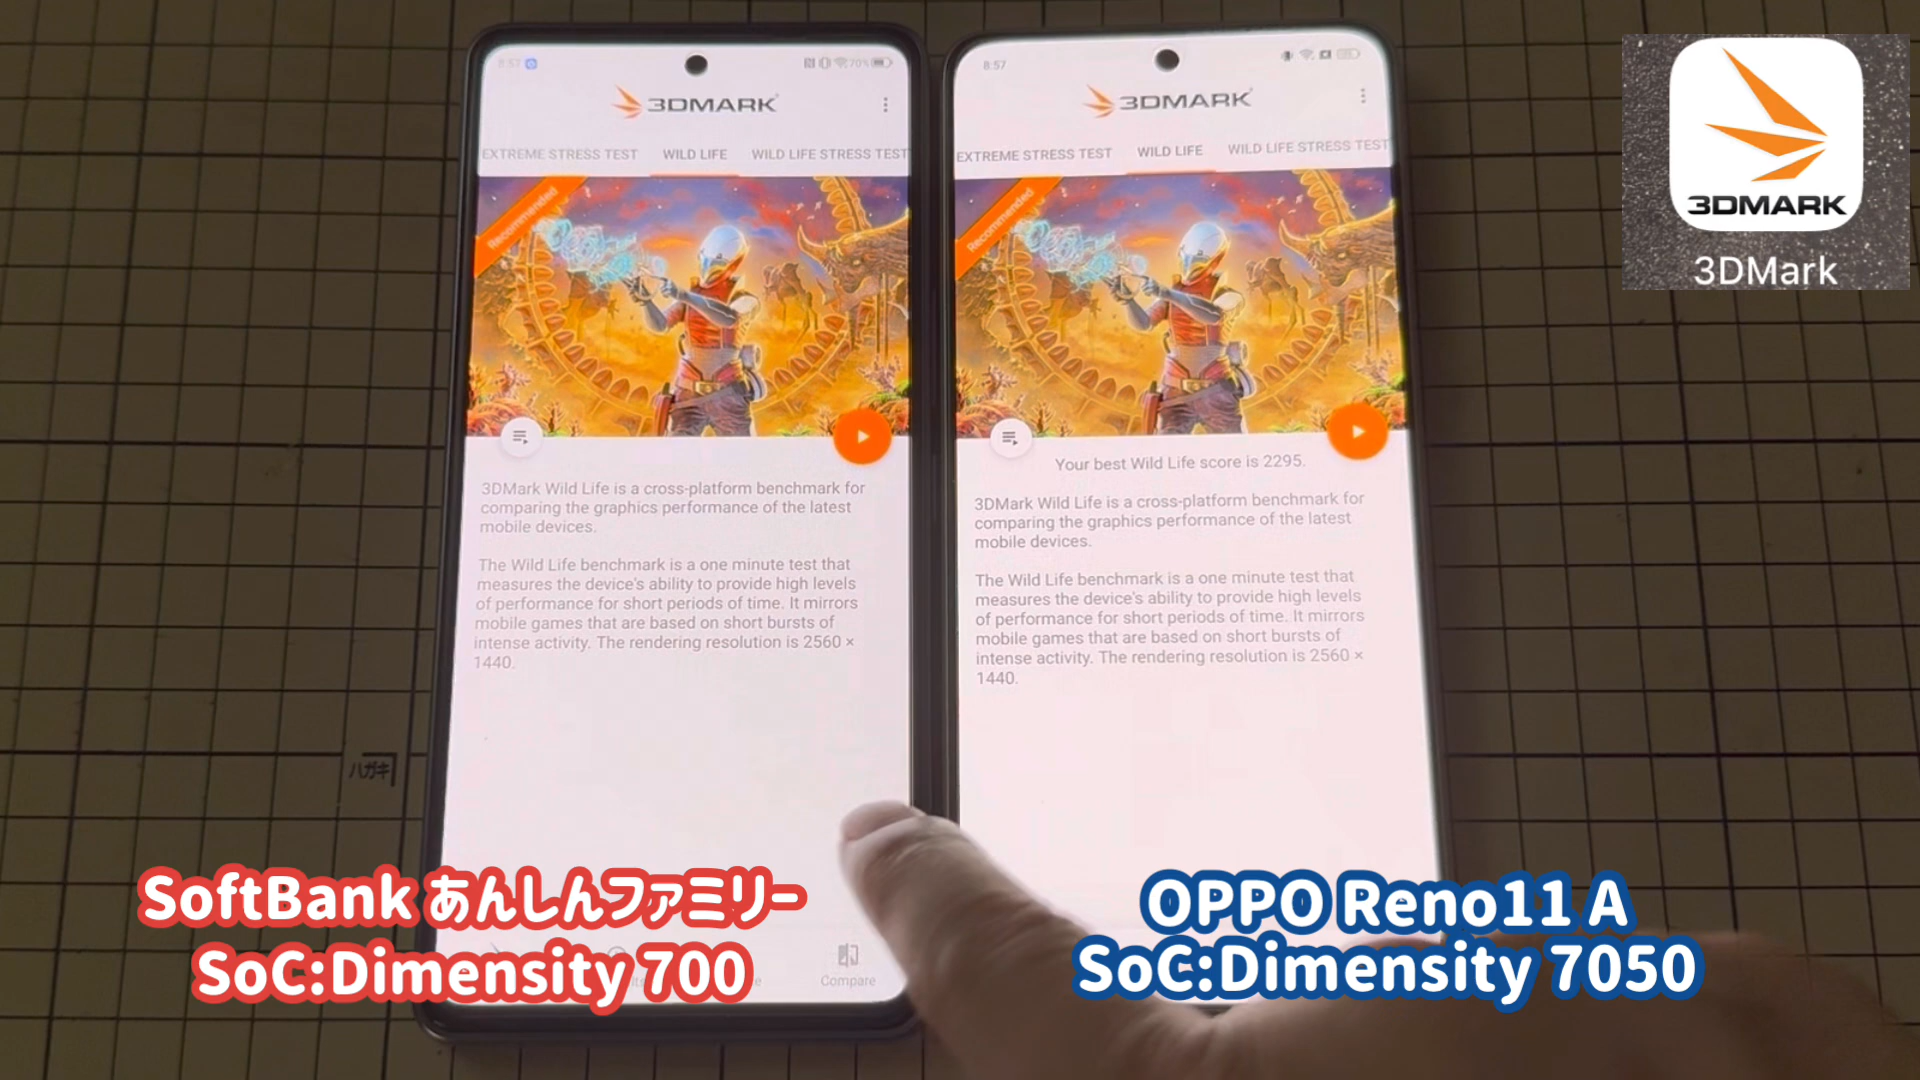 8:57
70%
3DMARK
EXTREME STRESS TEST WILD LIFE WILD LIFE STRESS TEST
Recommended
3DMark Wild Life is a cross-platform benchmark for
comparing the graphics performance of the latest
mobile devices.
The Wild Life benchmark is a one minute test that
measures the device's ability to provide high levels
of performance for short periods of time. It mirrors
mobile games that are based on short bursts of
intense activity. The rendering resolution is 2560 ×
1440.
Compare
8:57
3DMARK
EXTREME STRESS TEST WILD LIFE WILD LIFE STRESS TEST
Recommended
Your best Wild Life score is 2295.
3DMark Wild Life is a cross-platform benchmark for
comparing the graphics performance of the latest
mobile devices.
The Wild Life benchmark is a one minute test that
measures the device's ability to provide high levels
of performance for short periods of time. It mirrors
mobile games that are based on short bursts of
intense activity. The rendering resolution is 2560 ×
1440.
3DMARK
3DMark
ハガキ
SoftBank あんしんファミリー
SoC:Dimensity 700
OPPO Reno11 A
SoC:Dimensity 7050